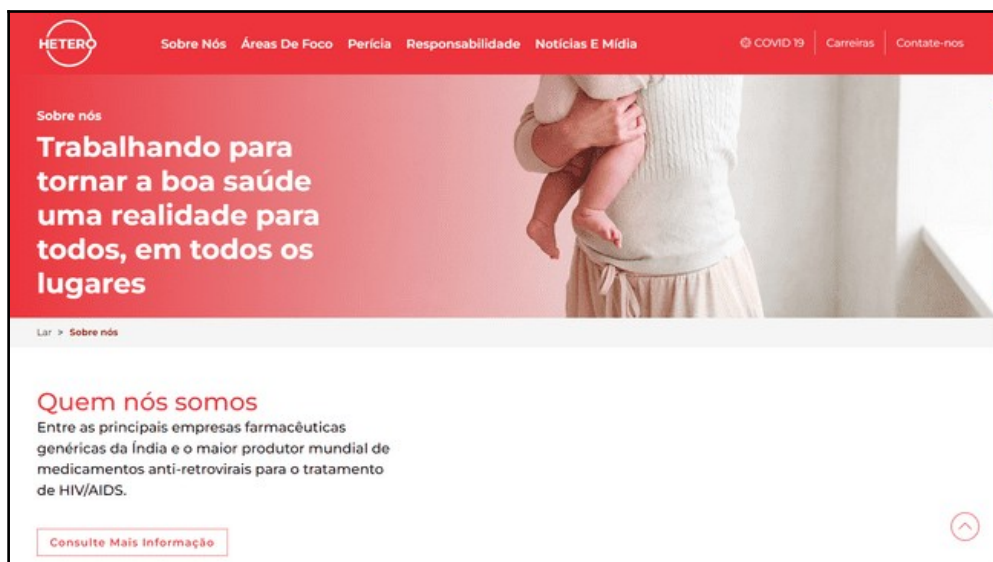 HETERO
Sobre Nós Áreas De Foco Perícia Responsabilidade Notícias E Mídia
COVID 19 Carreiras Contate-nos
Sobre nós
Trabalhando para
tornar a boa saúde
uma realidade para
todos, em todos os
lugares
Lar > Sobre nós
Quem nós somos
Entre as principais empresas farmacêuticas
genéricas da Índia e o maior produtor mundial de
medicamentos anti-retrovirais para o tratamento
de HIV/AIDS.
Consulte Mais Informação